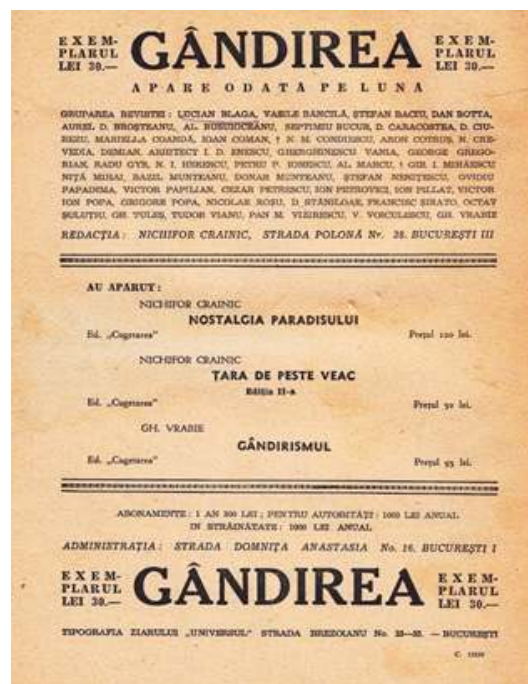 EXEM-
PLARUL
LEI 30.—
GÂNDIREA
EXEM-
PLARUL
LEI 30.—
APARE ODATĂ PE LUNĂ
GRUPAREA REVISTEI: LUCIAN BLAGA, VASILE BĂNCILĂ, ȘTEFAN BACIU, DAN BOTTA,
AUREL D. BROȘTEANU, AL. BUSUIOCEANU, SEPTIMIU BUCUR, D. CARACOSTEA, D. CIU-
REZU, MARIELLA COANDĂ, IOAN COMAN, † N. M. CONDIESCU, ARON COTRUȘ, N. CRE-
VEDIA, DEMIAN, ARHITECT I. D. ENESCU, GHERGHINESCU VANIA, GEORGE GREGO-
RIAN, RADU GYR, N. I. HERESCU, PETRU P. IONESCU, AL. MARCU, † GIB I. MIHĂESCU
NIȚĂ MIHAI, BAZIL MUNTEANU, DONAR MUNTEANU, ȘTEFAN NENIȚESCU, OVIDIU
PAPADIMA, VICTOR PAPILIAN, CEZAR PETRESCU, ION PETROVICI, ION PILLAT, VICTOR
ION POPA, GRIGORE POPA, NICOLAE ROȘU, D. STĂNILOAE, FRANCISC ȘIRATO, OCTAV
ȘULUȚIU, GH. TULEȘ, TUDOR VIANU, PAN M. VIZIRESCU, V. VOICULESCU, GH. VRABIE
REDACȚIA: NICHIFOR CRAINIC, STRADA POLONĂ Nr. 38. BUCUREȘTI III
AU APARUT:
NICHIFOR CRAINIC
NOSTALGIA PARADISULUI
Ed. „Cugetarea" Prețul 120 lei.
NICHIFOR CRAINIC
ȚARA DE PESTE VEAC
Ediția II-a
Ed. „Cugetarea" Prețul 50 lei.
GH. VRABIE
GÂNDIRISMUL
Ed. „Cugetarea" Prețul 95 lei.
ABONAMENTE: 1 AN 300 LEI; PENTRU AUTORITĂȚI: 1000 LEI ANUAL
IN STRĂINĂTATE: 1000 LEI ANUAL
ADMINISTRAȚIA: STRADA DOMNIȚA ANASTASIA No. 16. BUCUREȘTI I
EXEM-
PLARUL
LEI 30.—
GÂNDIREA
EXEM-
PLARUL
LEI 30.—
TIPOGRAFIA ZIARULUI „UNIVERSUL" STRADA BREZOIANU No. — BUCUREȘTI